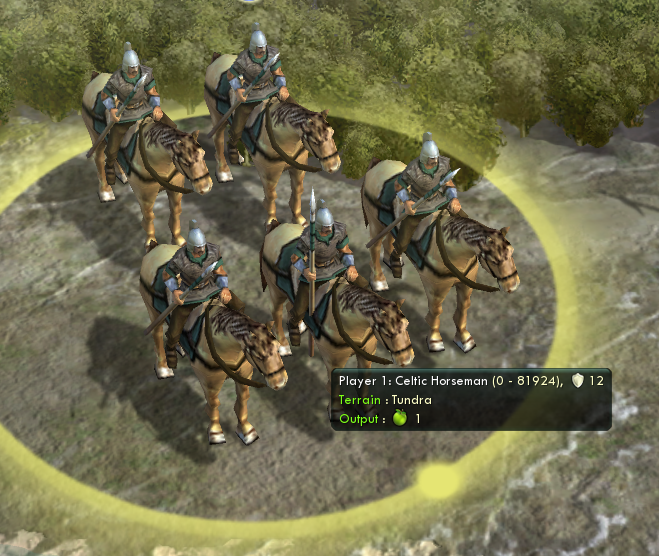 Player 1: Celtic Horseman (0 - 81924), 12
Terrain : Tundra
Output : 1